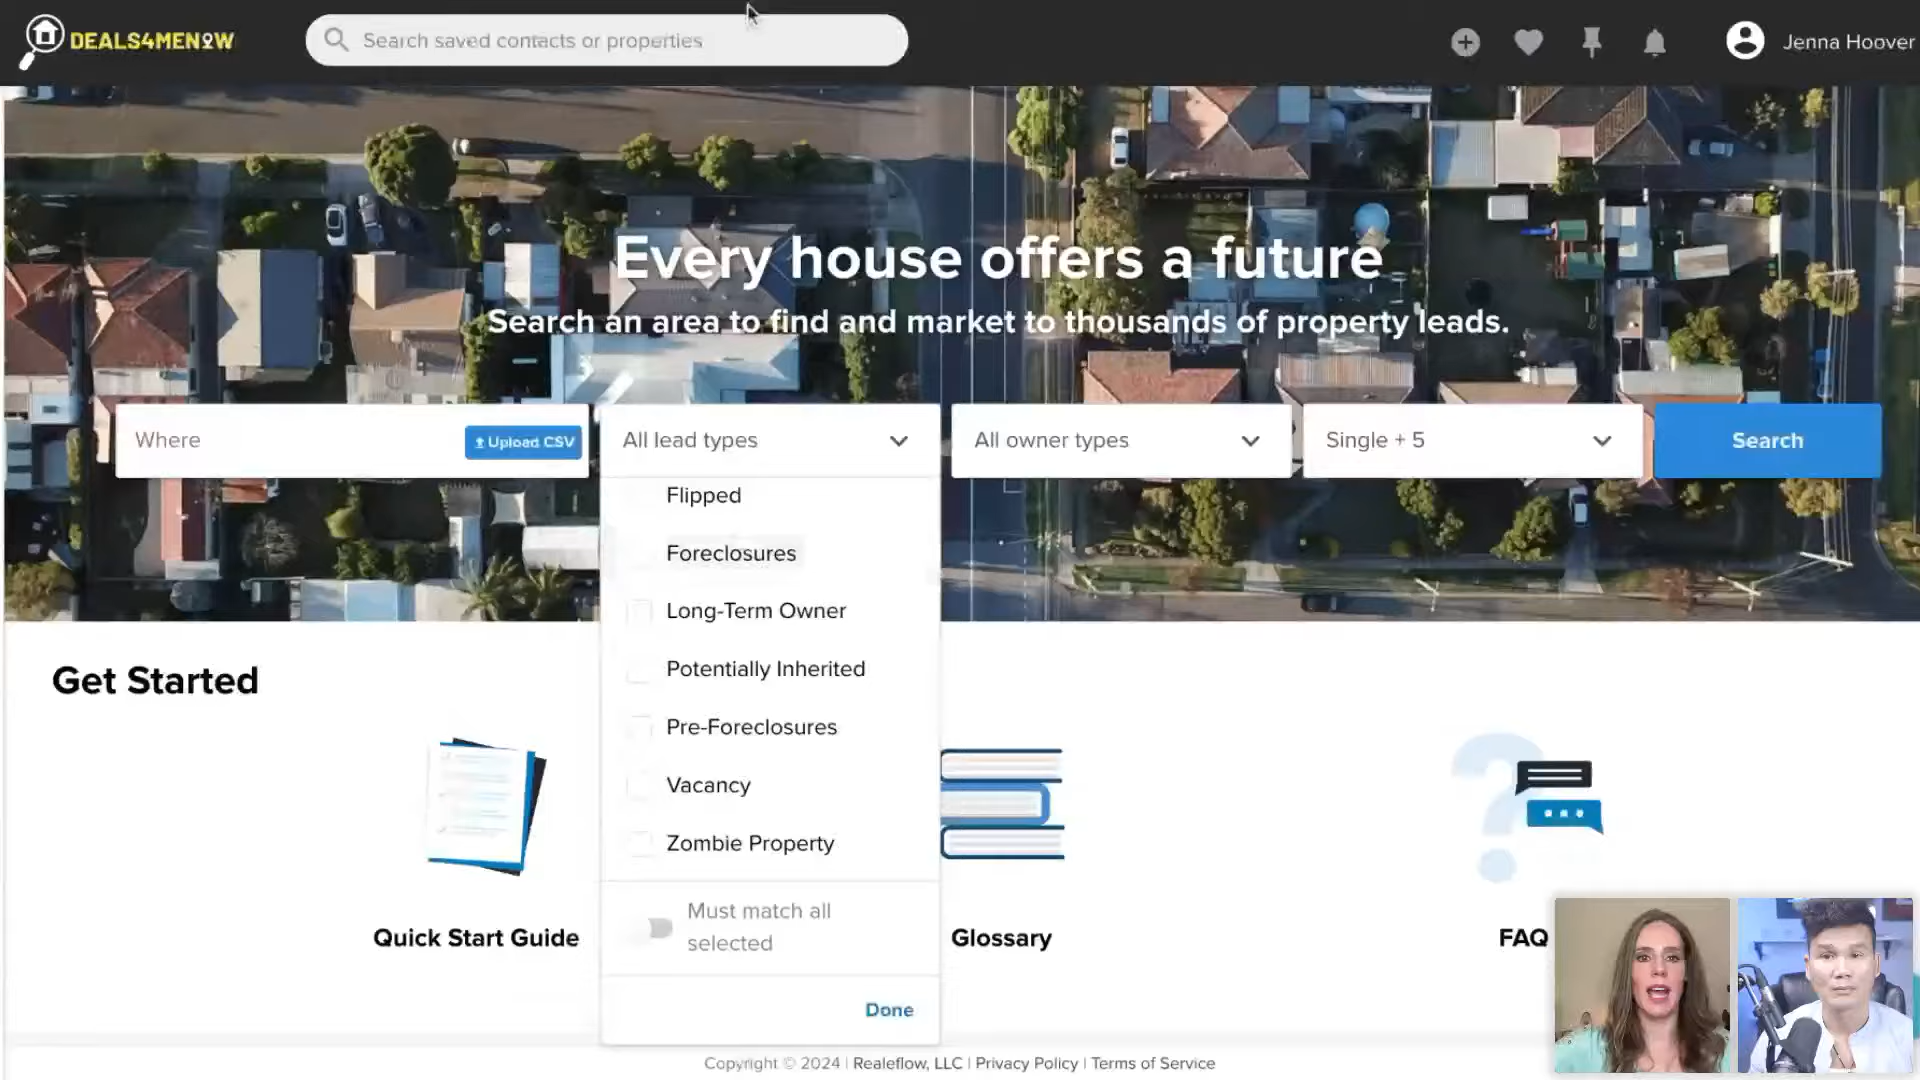 DEALS4MENOW
Search saved contacts or properties
Jenna Hoover
Every house offers a future
Search an area to find and market to thousands of property leads.
Where
Upload CSV
All lead types
All owner types
Single + 5
Search
Flipped
Foreclosures
Long-Term Owner
Potentially Inherited
Pre-Foreclosures
Vacancy
Zombie Property
Must match all
selected
Done
Get Started
Quick Start Guide
Glossary
FAQ
Copyright © 2024 | Realeflow, LLC | Privacy Policy | Terms of Service